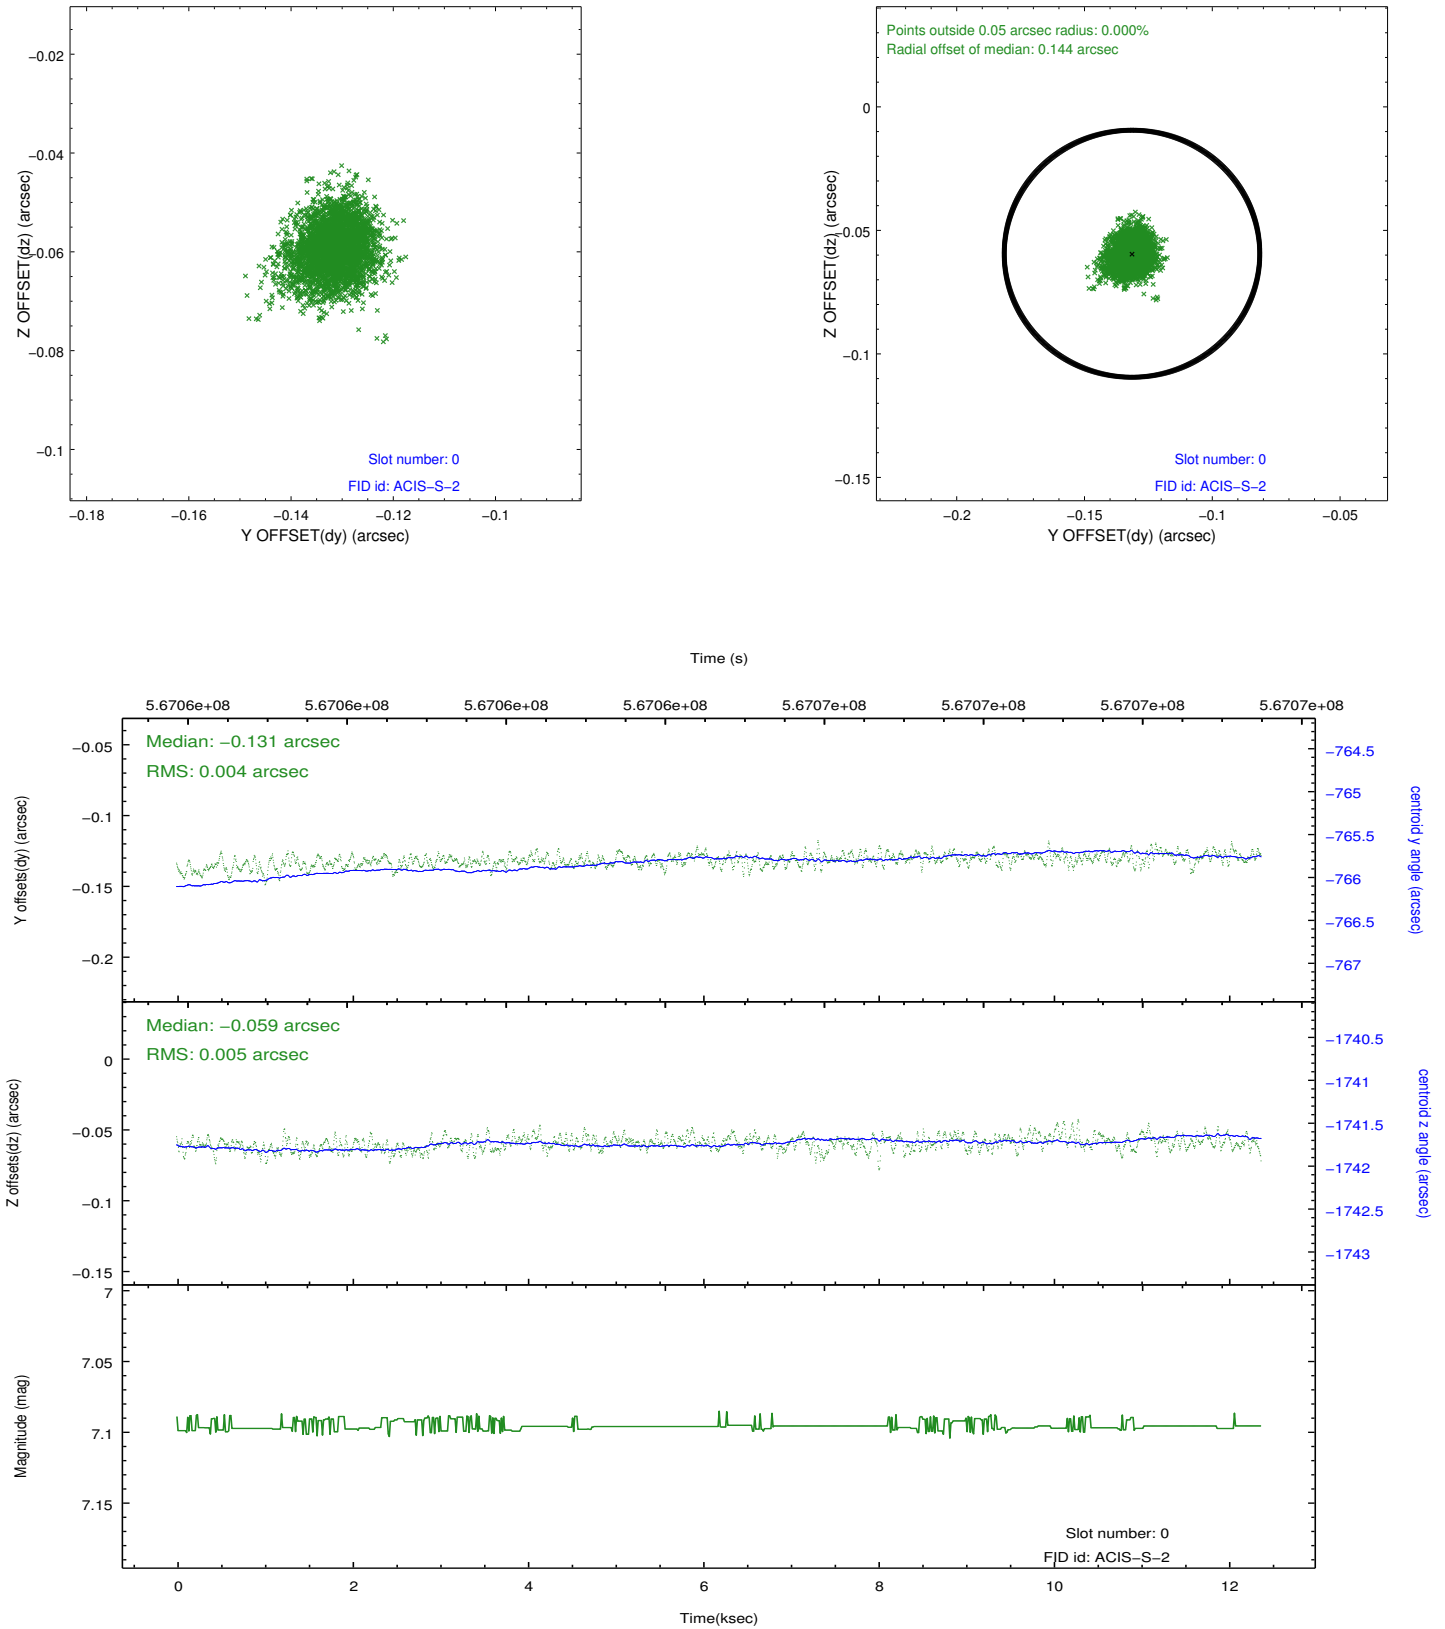 −0.02
−0.04
−0.06
−0.08
−0.1
Z OFFSET(dz) (arcsec)
Slot number: 0
FID id: ACIS−S−2
−0.18 −0.16 −0.14 −0.12 −0.1
Y OFFSET(dy) (arcsec)
Points outside 0.05 arcsec radius: 0.000%
Radial offset of median: 0.144 arcsec
0
−0.05
−0.1
−0.15
Z OFFSET(dz) (arcsec)
Slot number: 0
FID id: ACIS−S−2
−0.2 −0.15 −0.1 −0.05
Y OFFSET(dy) (arcsec)
Time (s)
5.6706e+08 5.6706e+08 5.6706e+08 5.6706e+08 5.6707e+08 5.6707e+08 5.6707e+08 5.6707e+08
Median: −0.131 arcsec
RMS: 0.004 arcsec
−0.05
−0.1
−0.15
−0.2
Y offsets(dy) (arcsec)
−764.5
−765
−765.5
−766
−766.5
−767
centroid y angle (arcsec)
Median: −0.059 arcsec
RMS: 0.005 arcsec
0
−0.05
−0.1
−0.15
Z offsets(dz) (arcsec)
−1740.5
−1741
−1741.5
−1742
−1742.5
−1743
centroid z angle (arcsec)
7
7.05
7.1
7.15
Magnitude (mag)
Slot number: 0
FID id: ACIS−S−2
0 2 4 6 8 10 12
Time(ksec)